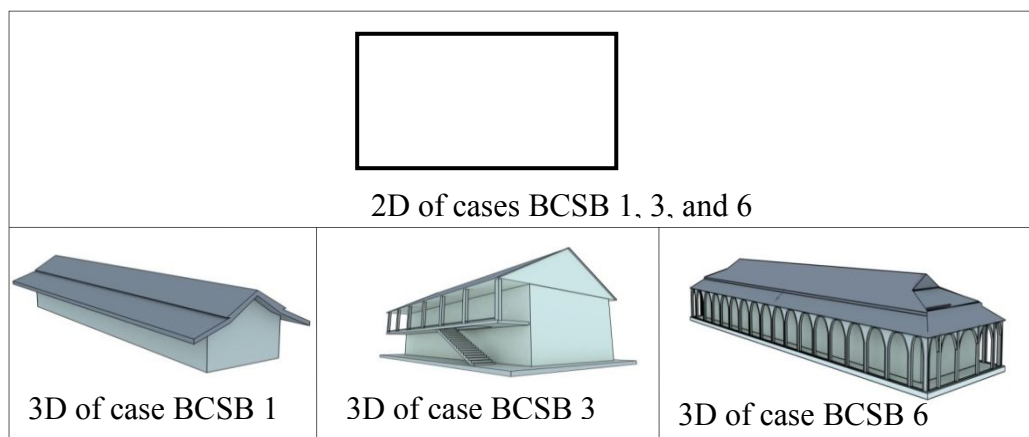 2D of cases BCSB 1, 3, and 6
3D of case BCSB 1
3D of case BCSB 3
3D of case BCSB 6